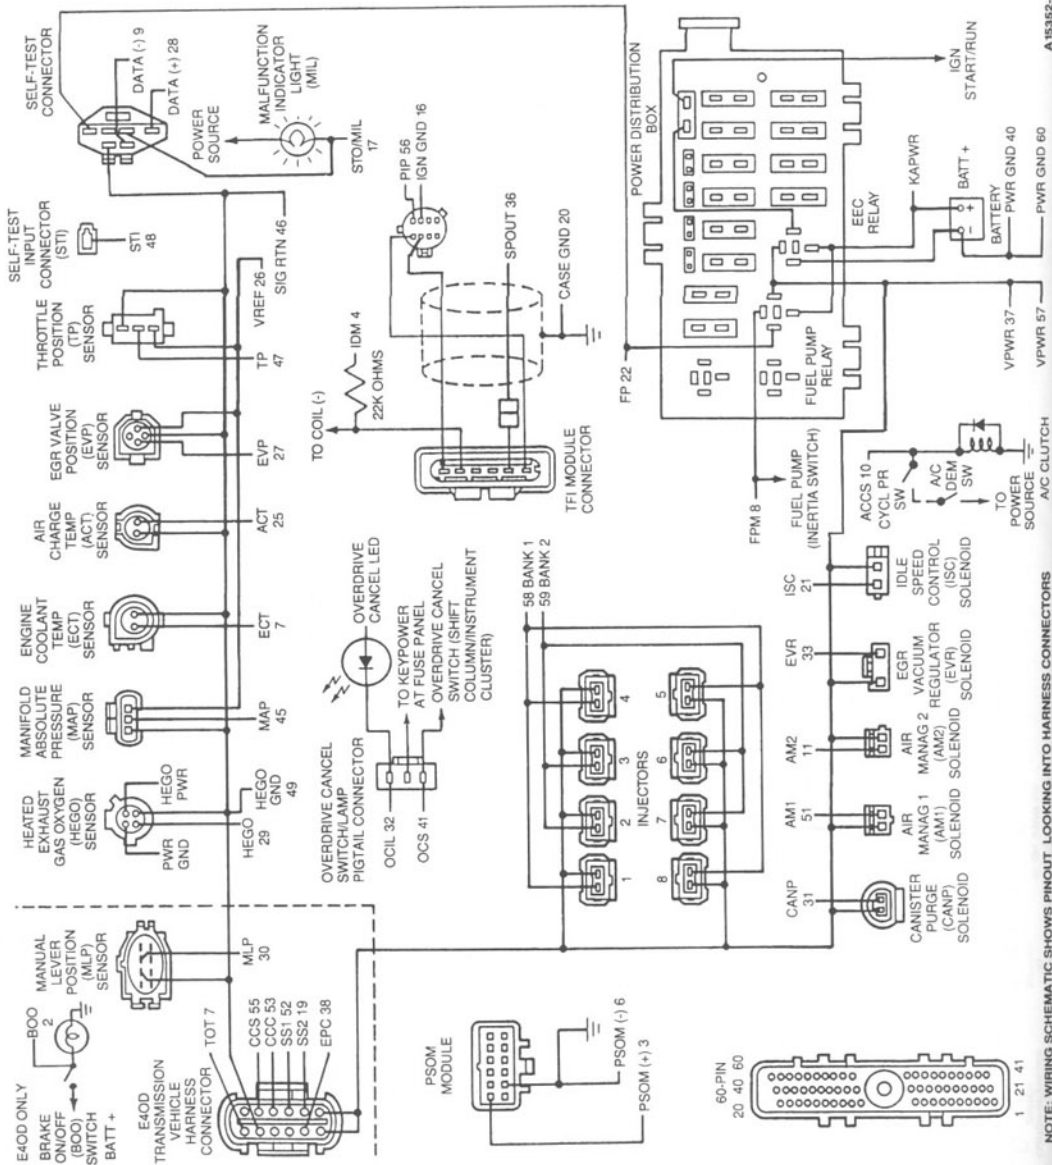 E4OD ONLY
BRAKE
ON/OFF
(BOO)
SWITCH
BATT +
BOO
2
MANUAL
LEVER
POSITION
(MLP)
SENSOR
MLP
30
HEATED
EXHAUST
GAS OXYGEN
(HEGO)
SENSOR
PWR
GND
HEGO
PWR
HEGO
29
HEGO
GND
49
MANIFOLD
ABSOLUTE
PRESSURE
(MAP)
SENSOR
MAP
45
ENGINE
COOLANT
TEMP
(ECT)
SENSOR
ECT
7
AIR
CHARGE
TEMP
(ACT)
SENSOR
ACT
25
EGR VALVE
POSITION
(EVP)
SENSOR
EVP
27
THROTTLE
POSITION
(TP)
SENSOR
TP
47
VREF 26
SIG RTN 46
SELF-TEST
INPUT
CONNECTOR
(STI)
STI
48
SELF-TEST
CONNECTOR
DATA (-) 9
DATA (+) 28
POWER
SOURCE
MALFUNCTION
INDICATOR
LIGHT
(MIL)
STO/MIL
17
E4OD
TRANSMISSION
VEHICLE
HARNESS
CONNECTOR
TOT 7
CCS 55
CCC 53
SS1 52
SS2 19
EPC 38
OVERDRIVE CANCEL
SWITCH/LAMP
PIGTAIL CONNECTOR
OCIL 32
OCS 41
OVERDRIVE
CANCEL LED
TO KEYPOWER
AT FUSE PANEL
OVERDRIVE CANCEL
SWITCH (SHIFT
COLUMN/INSTRUMENT
CLUSTER)
TO COIL (-)
IDM 4
22K OHMS
TFI MODULE
CONNECTOR
PIP 56
IGN GND 16
SPOUT 36
CASE GND 20
PSOM
MODULE
PSOM (-) 6
PSOM (+) 3
58 BANK 1
59 BANK 2
1
2
3
4
INJECTORS
8
7
6
5
FP 22
FPM 8
FUEL PUMP
(INERTIA SWITCH)
POWER DISTRIBUTION
BOX
FUEL PUMP
RELAY
EEC
RELAY
IGN
START/RUN
KAPWR
BATT +
+
-
BATTERY
PWR GND 40
PWR GND 60
VPWR 37
VPWR 57
60-PIN
20 40 60
1 21 41
CANP
31
CANISTER
PURGE
(CANP)
SOLENOID
AM1
51
AIR
MANAG 1
(AM1)
SOLENOID
AM2
11
AIR
MANAG 2
(AM2)
SOLENOID
EVR
33
EGR
VACUUM
REGULATOR
(EVR)
SOLENOID
ISC
21
IDLE
SPEED
CONTROL
(ISC)
SOLENOID
ACCS 10
CYCL PR
SW
A/C
DEM
SW
TO
POWER
SOURCE
A/C CLUTCH
NOTE: WIRING SCHEMATIC SHOWS PINOUT LOOKING INTO HARNESS CONNECTORS
A15352-